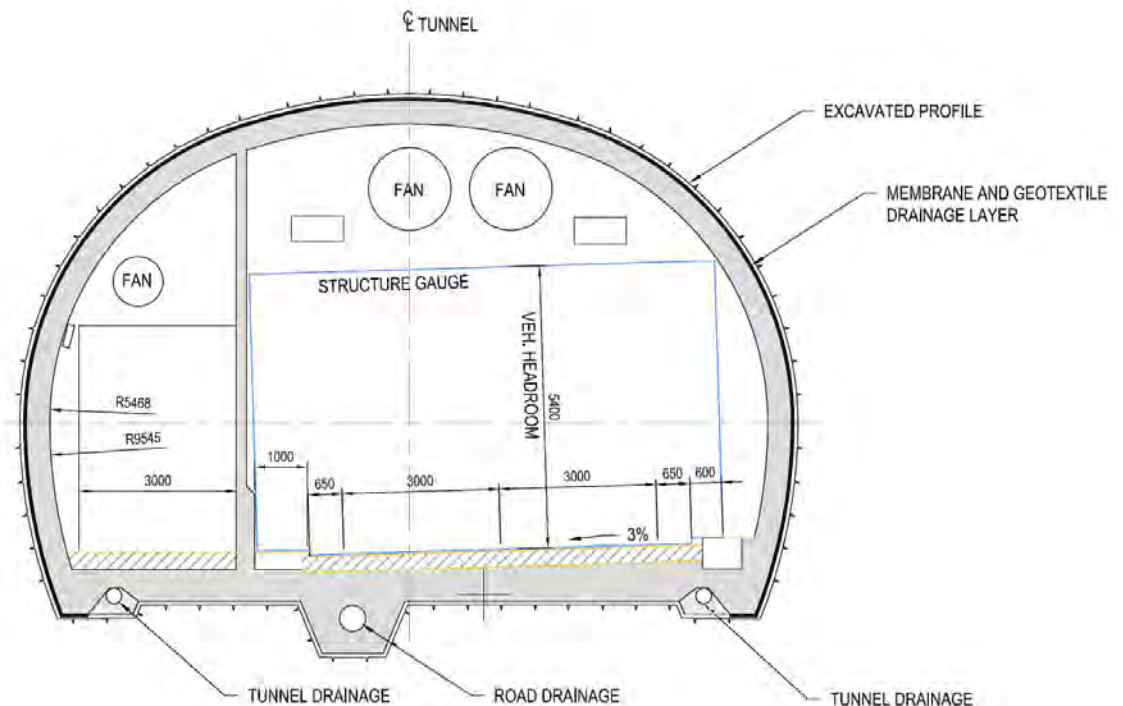 ℄ TUNNEL
EXCAVATED PROFILE
MEMBRANE AND GEOTEXTILE
DRAINAGE LAYER
FAN
FAN
FAN
STRUCTURE GAUGE
VEH. HEADROOM
5400
R5468
R9545
3000
1000
650
3000
3000
650
600
3%
TUNNEL DRAINAGE
ROAD DRAINAGE
TUNNEL DRAINAGE